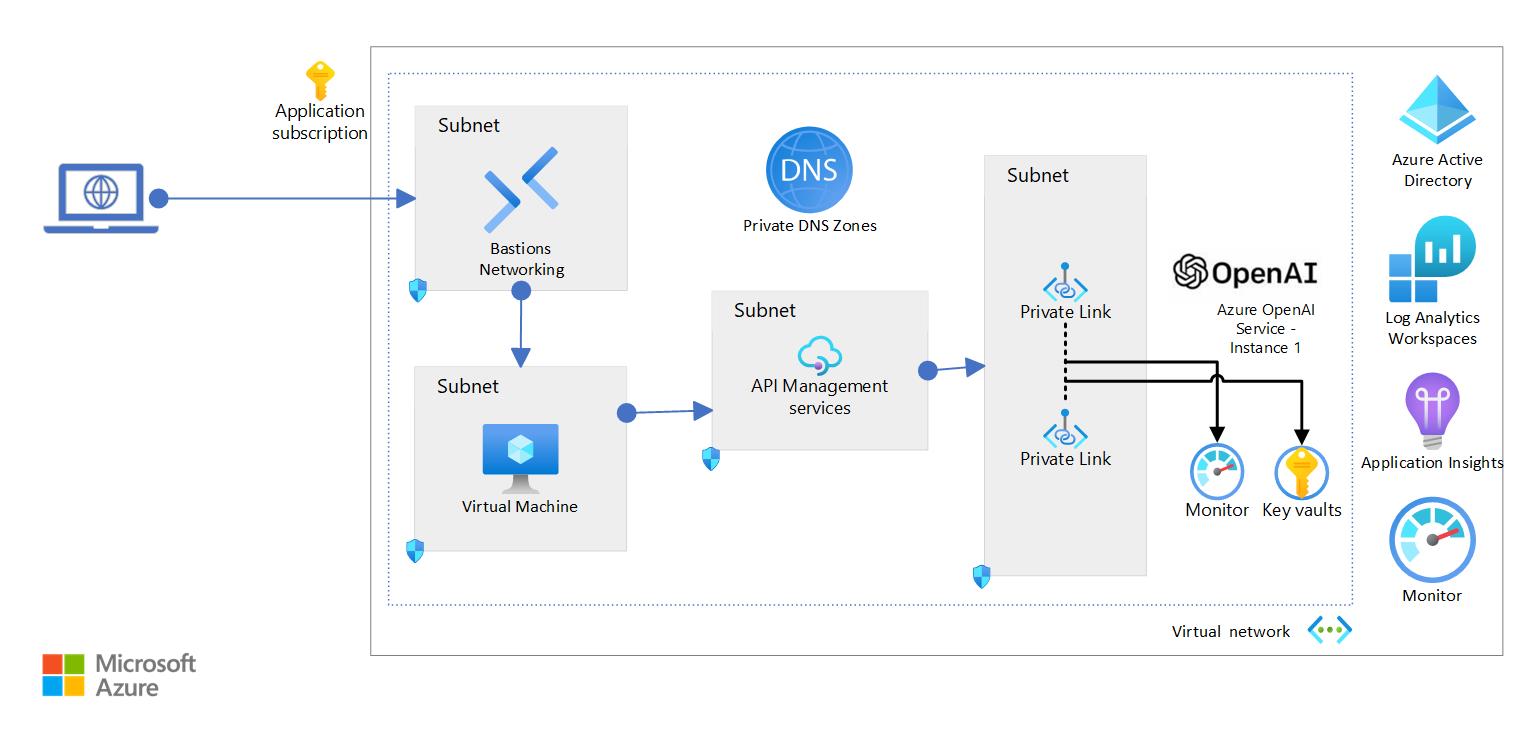 Application
subscription
Subnet
Bastions
Networking
Subnet
Virtual Machine
DNS
Private DNS Zones
Subnet
API Management
services
Subnet
Private Link
Private Link
OpenAI
Azure OpenAI
Service -
Instance 1
Monitor
Key vaults
Azure Active
Directory
Log Analytics
Workspaces
Application Insights
Monitor
Virtual network
Microsoft
Azure